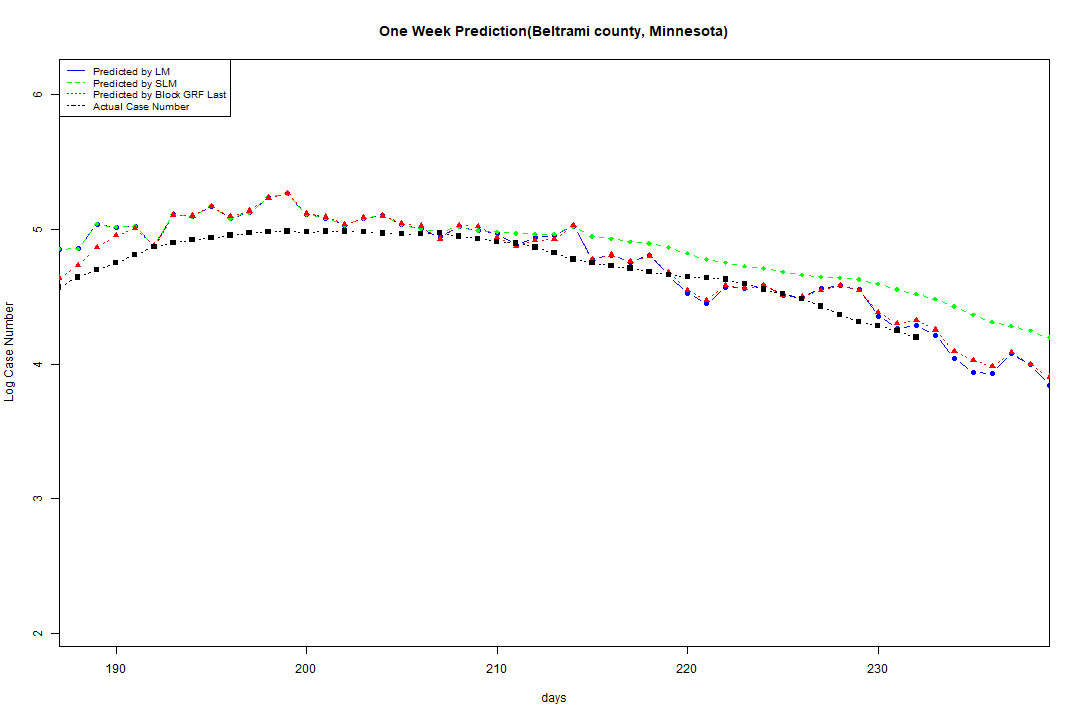 One Week Prediction(Beltrami county, Minnesota)
Predicted by LM
Predicted by SLM
Predicted by Block GRF Last
Actual Case Number
6
5
4
3
2
Log Case Number
190 200 210 220 230
days